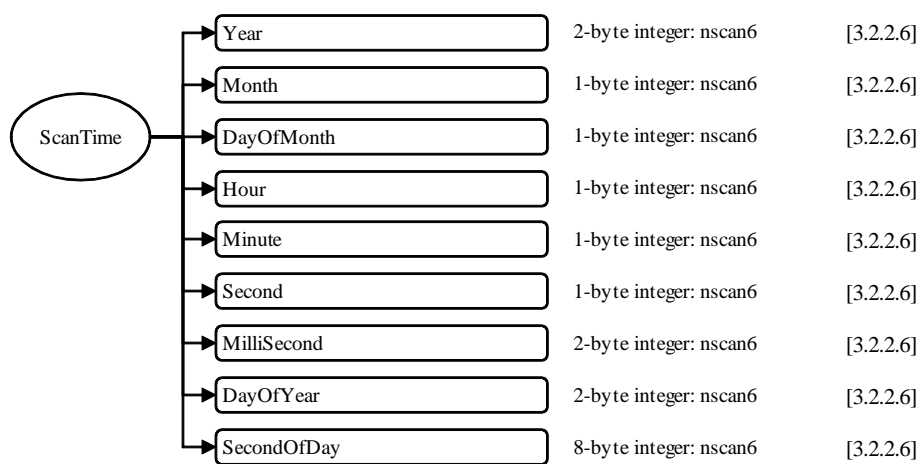 Year 2-byte integer: nscan6 [3.2.2.6]
Month 1-byte integer: nscan6 [3.2.2.6]
ScanTime
DayOfMonth 1-byte integer: nscan6 [3.2.2.6]
Hour 1-byte integer: nscan6 [3.2.2.6]
Minute 1-byte integer: nscan6 [3.2.2.6]
Second 1-byte integer: nscan6 [3.2.2.6]
MilliSecond 2-byte integer: nscan6 [3.2.2.6]
DayOfYear 2-byte integer: nscan6 [3.2.2.6]
SecondOfDay 8-byte integer: nscan6 [3.2.2.6]